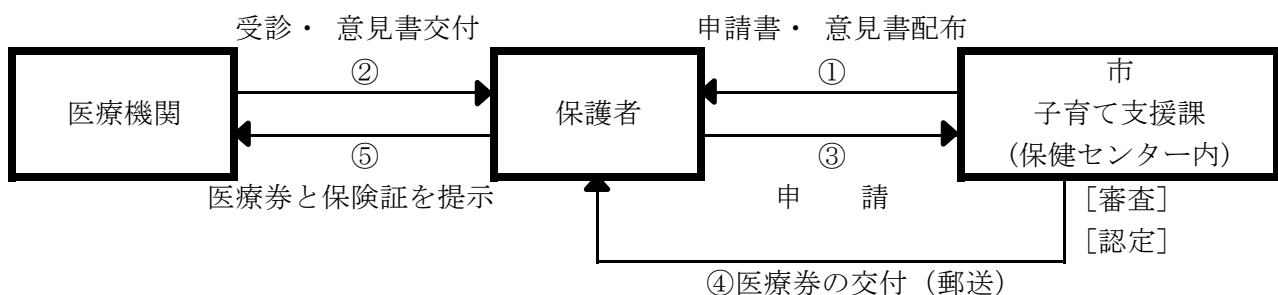 受診・ 意見書交付
申請書・ 意見書配布
②
①
医療機関
保護者
市
子育て支援課
(保健センター内)
⑤
③
医療券と保険証を提示
申　　請
［審査］
［認定］
④医療券の交付（郵送）